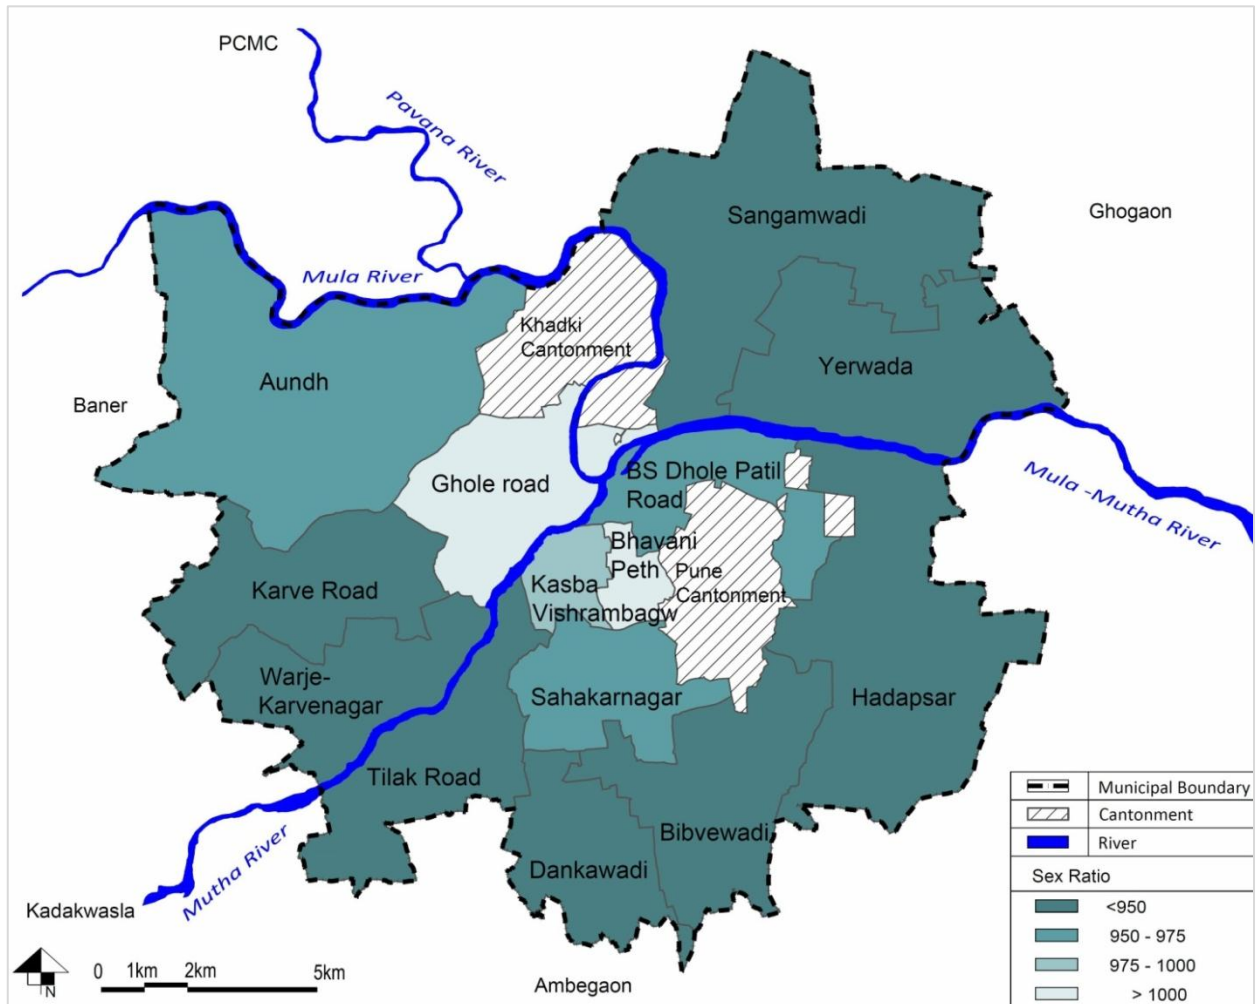 PCMC
Pavana River
Sangamwadi
Ghogaon
Mula River
Khadki
Cantonment
Yerwada
Aundh
Baner
BS Dhole Patil
Road
Ghole road
Mula -Mutha River
Bhavani
Peth
Pune
Cantonment
Kasba
Vishrambagw
Karve Road
Warje-
Karvenagar
Sahakarnagar
Hadapsar
Tilak Road
Bibvewadi
Dankawadi
Mutha River
Kadakwasla
Ambegaon
N
0 1km 2km 5km
Municipal Boundary
Cantonment
River
Sex Ratio
<950
950 - 975
975 - 1000
> 1000